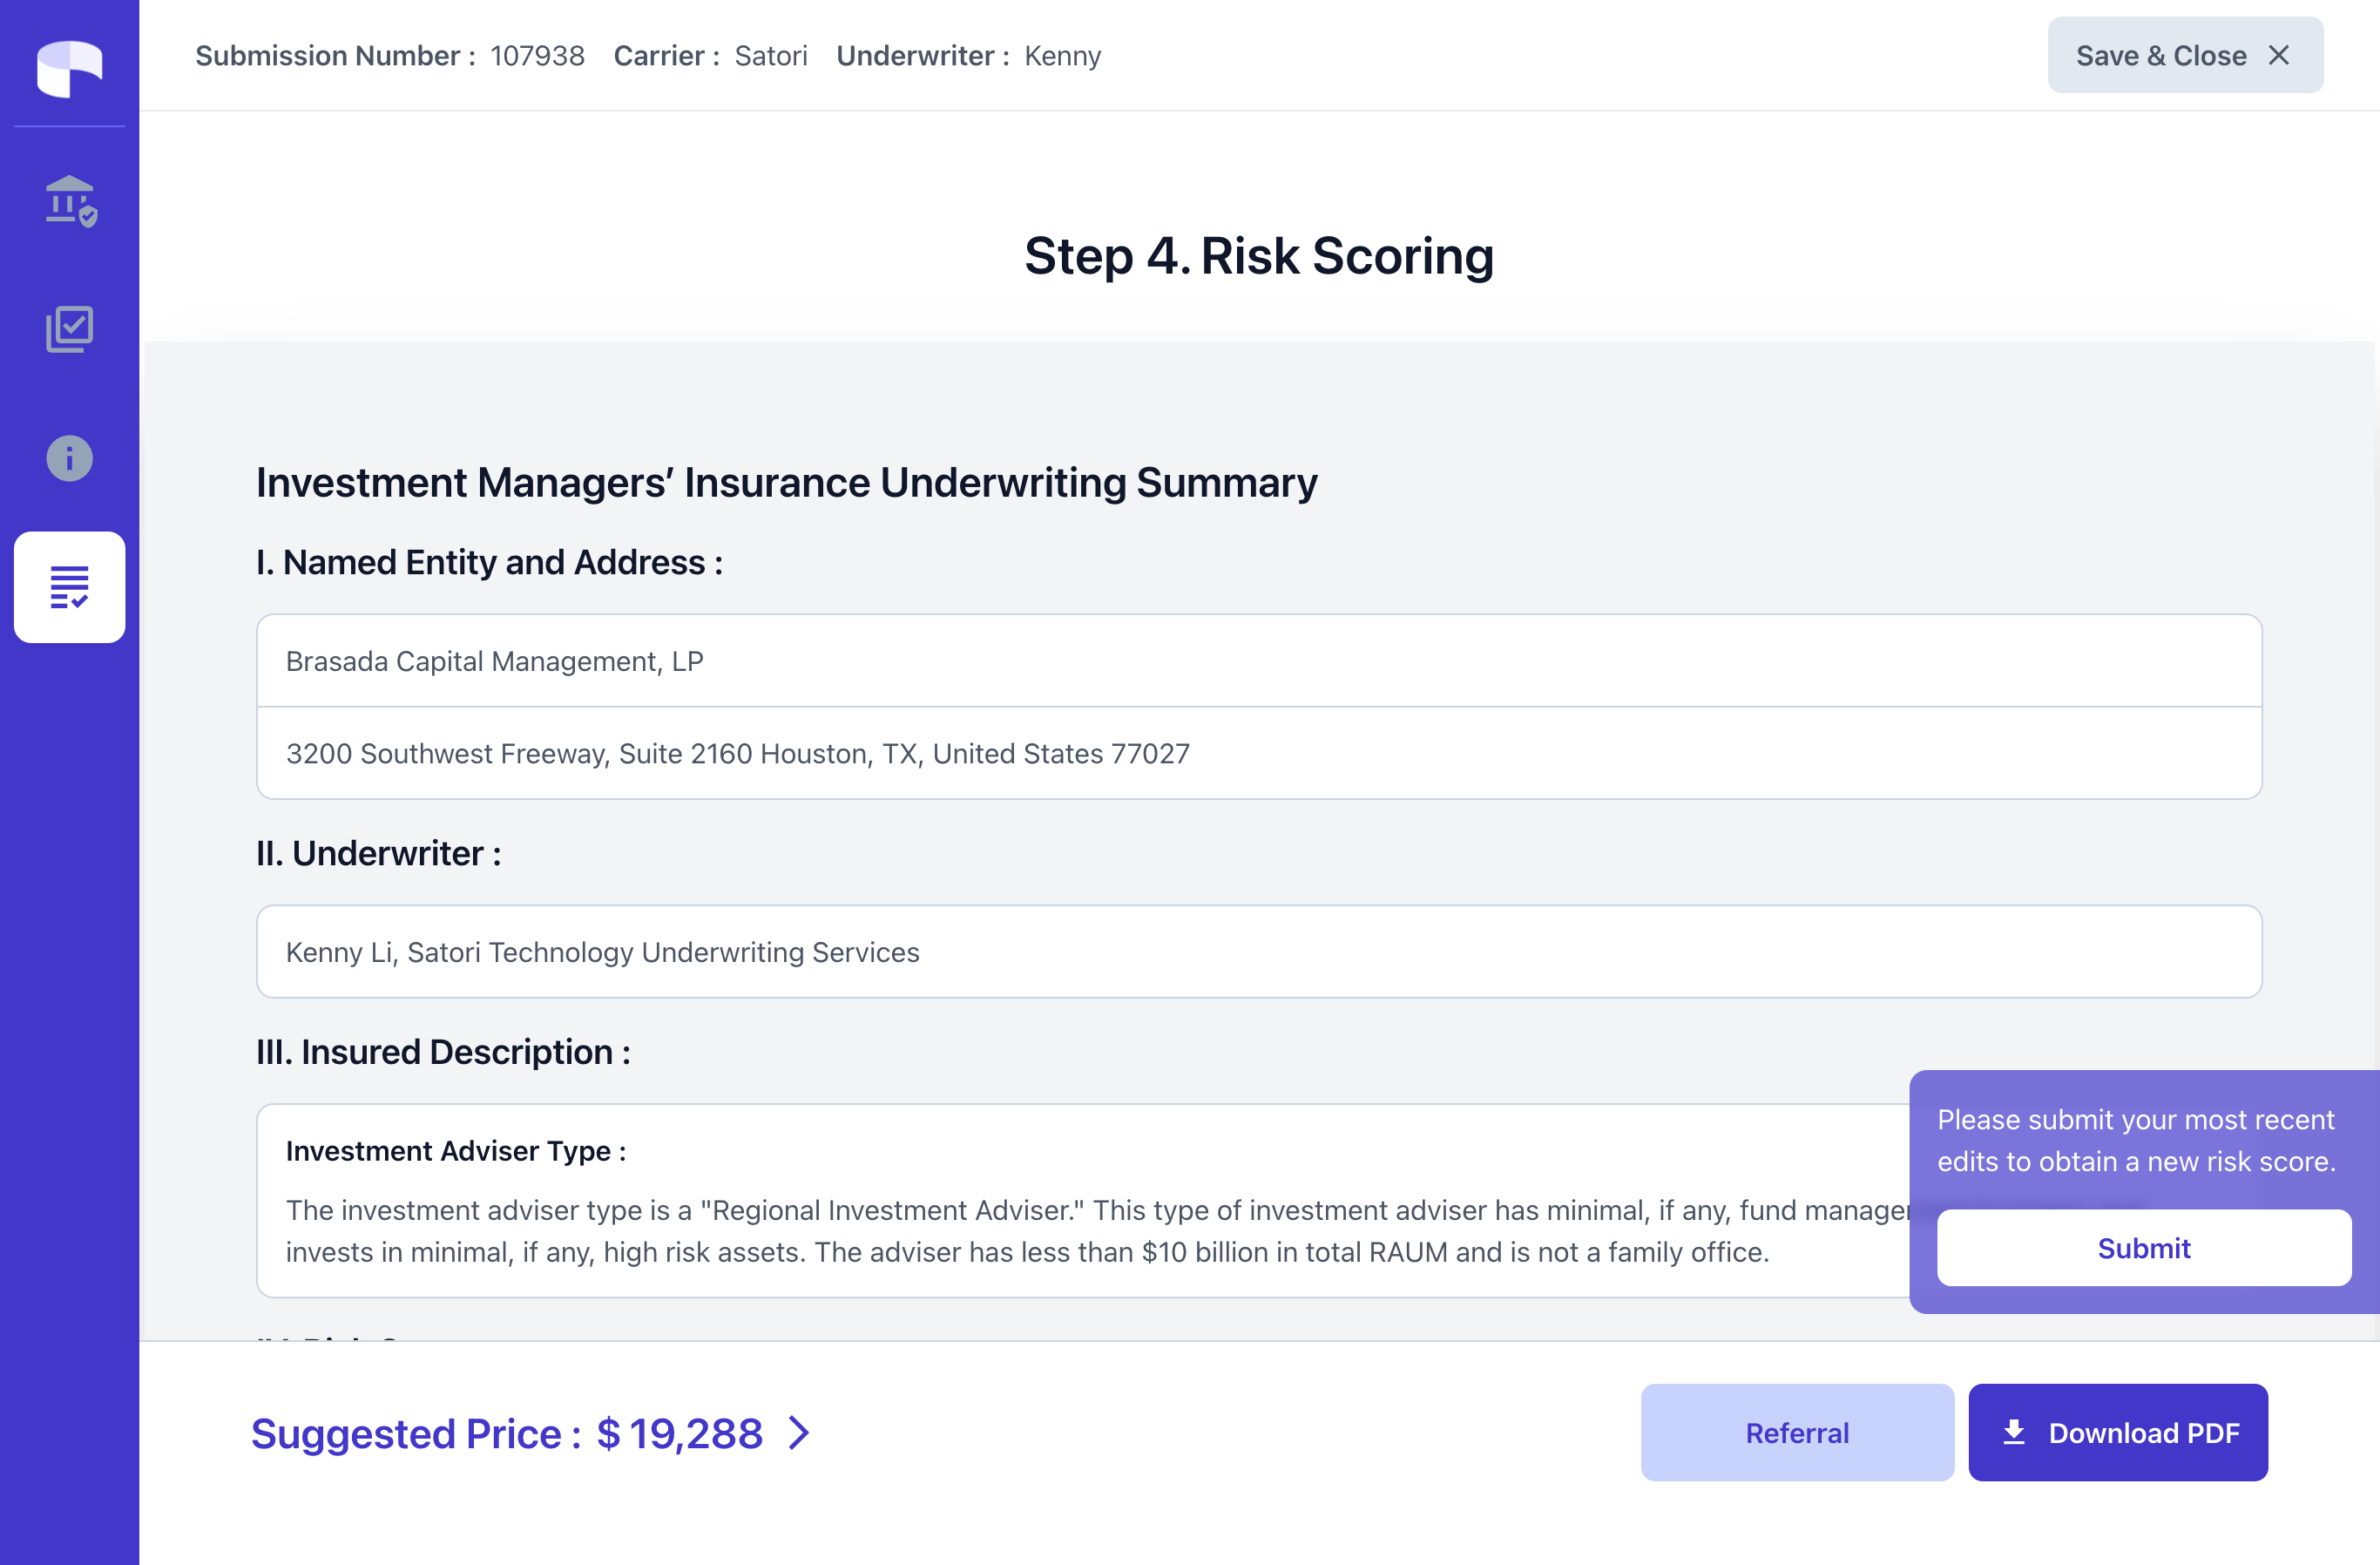 Submission Number : 107938 Carrier : Satori Underwriter : Kenny
Save & Close
Step 4. Risk Scoring
Investment Managers’ Insurance Underwriting Summary
I. Named Entity and Address :
Brasada Capital Management, LP
3200 Southwest Freeway, Suite 2160 Houston, TX, United States 77027
II. Underwriter :
Kenny Li, Satori Technology Underwriting Services
III. Insured Description :
Investment Adviser Type :
The investment adviser type is a "Regional Investment Adviser." This type of investment adviser has minimal, if any, fund
invests in minimal, if any, high risk assets. The adviser has less than $10 billion in total RAUM and is not a family office.
Please submit your most recent
edits to obtain a new risk score.
Submit
Suggested Price : $ 19,288
Referral
Download PDF